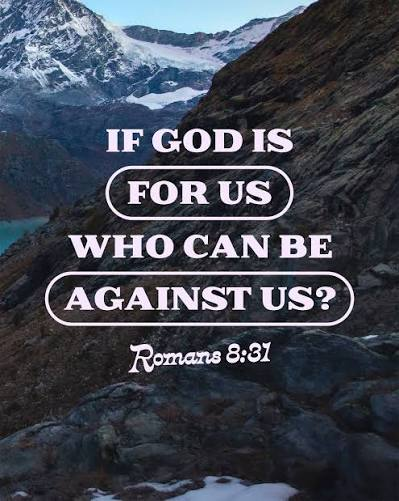 IF GOD IS
FOR US
WHO CAN BE
AGAINST US?
Romans 8:31